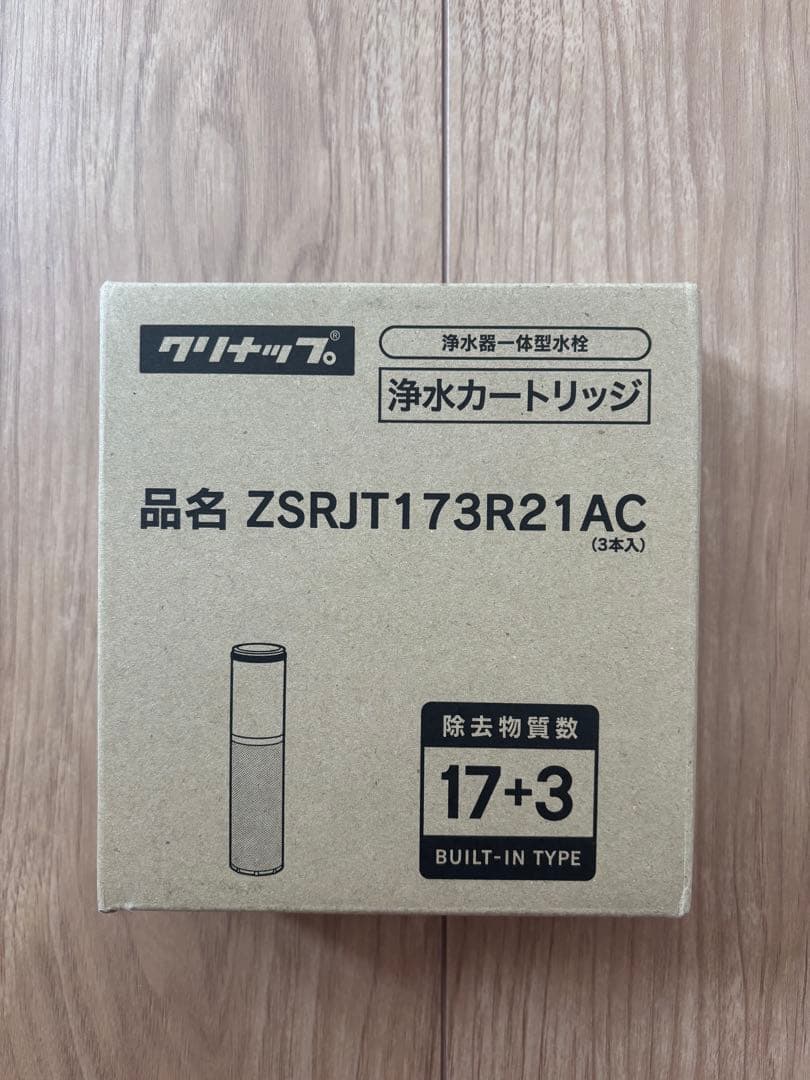 クリナップ。®
浄水器一体型水栓
浄水カートリッジ
品名 ZSRJT173R21AC
(3本入)
除去物質数
17+3
BUILT-IN TYPE